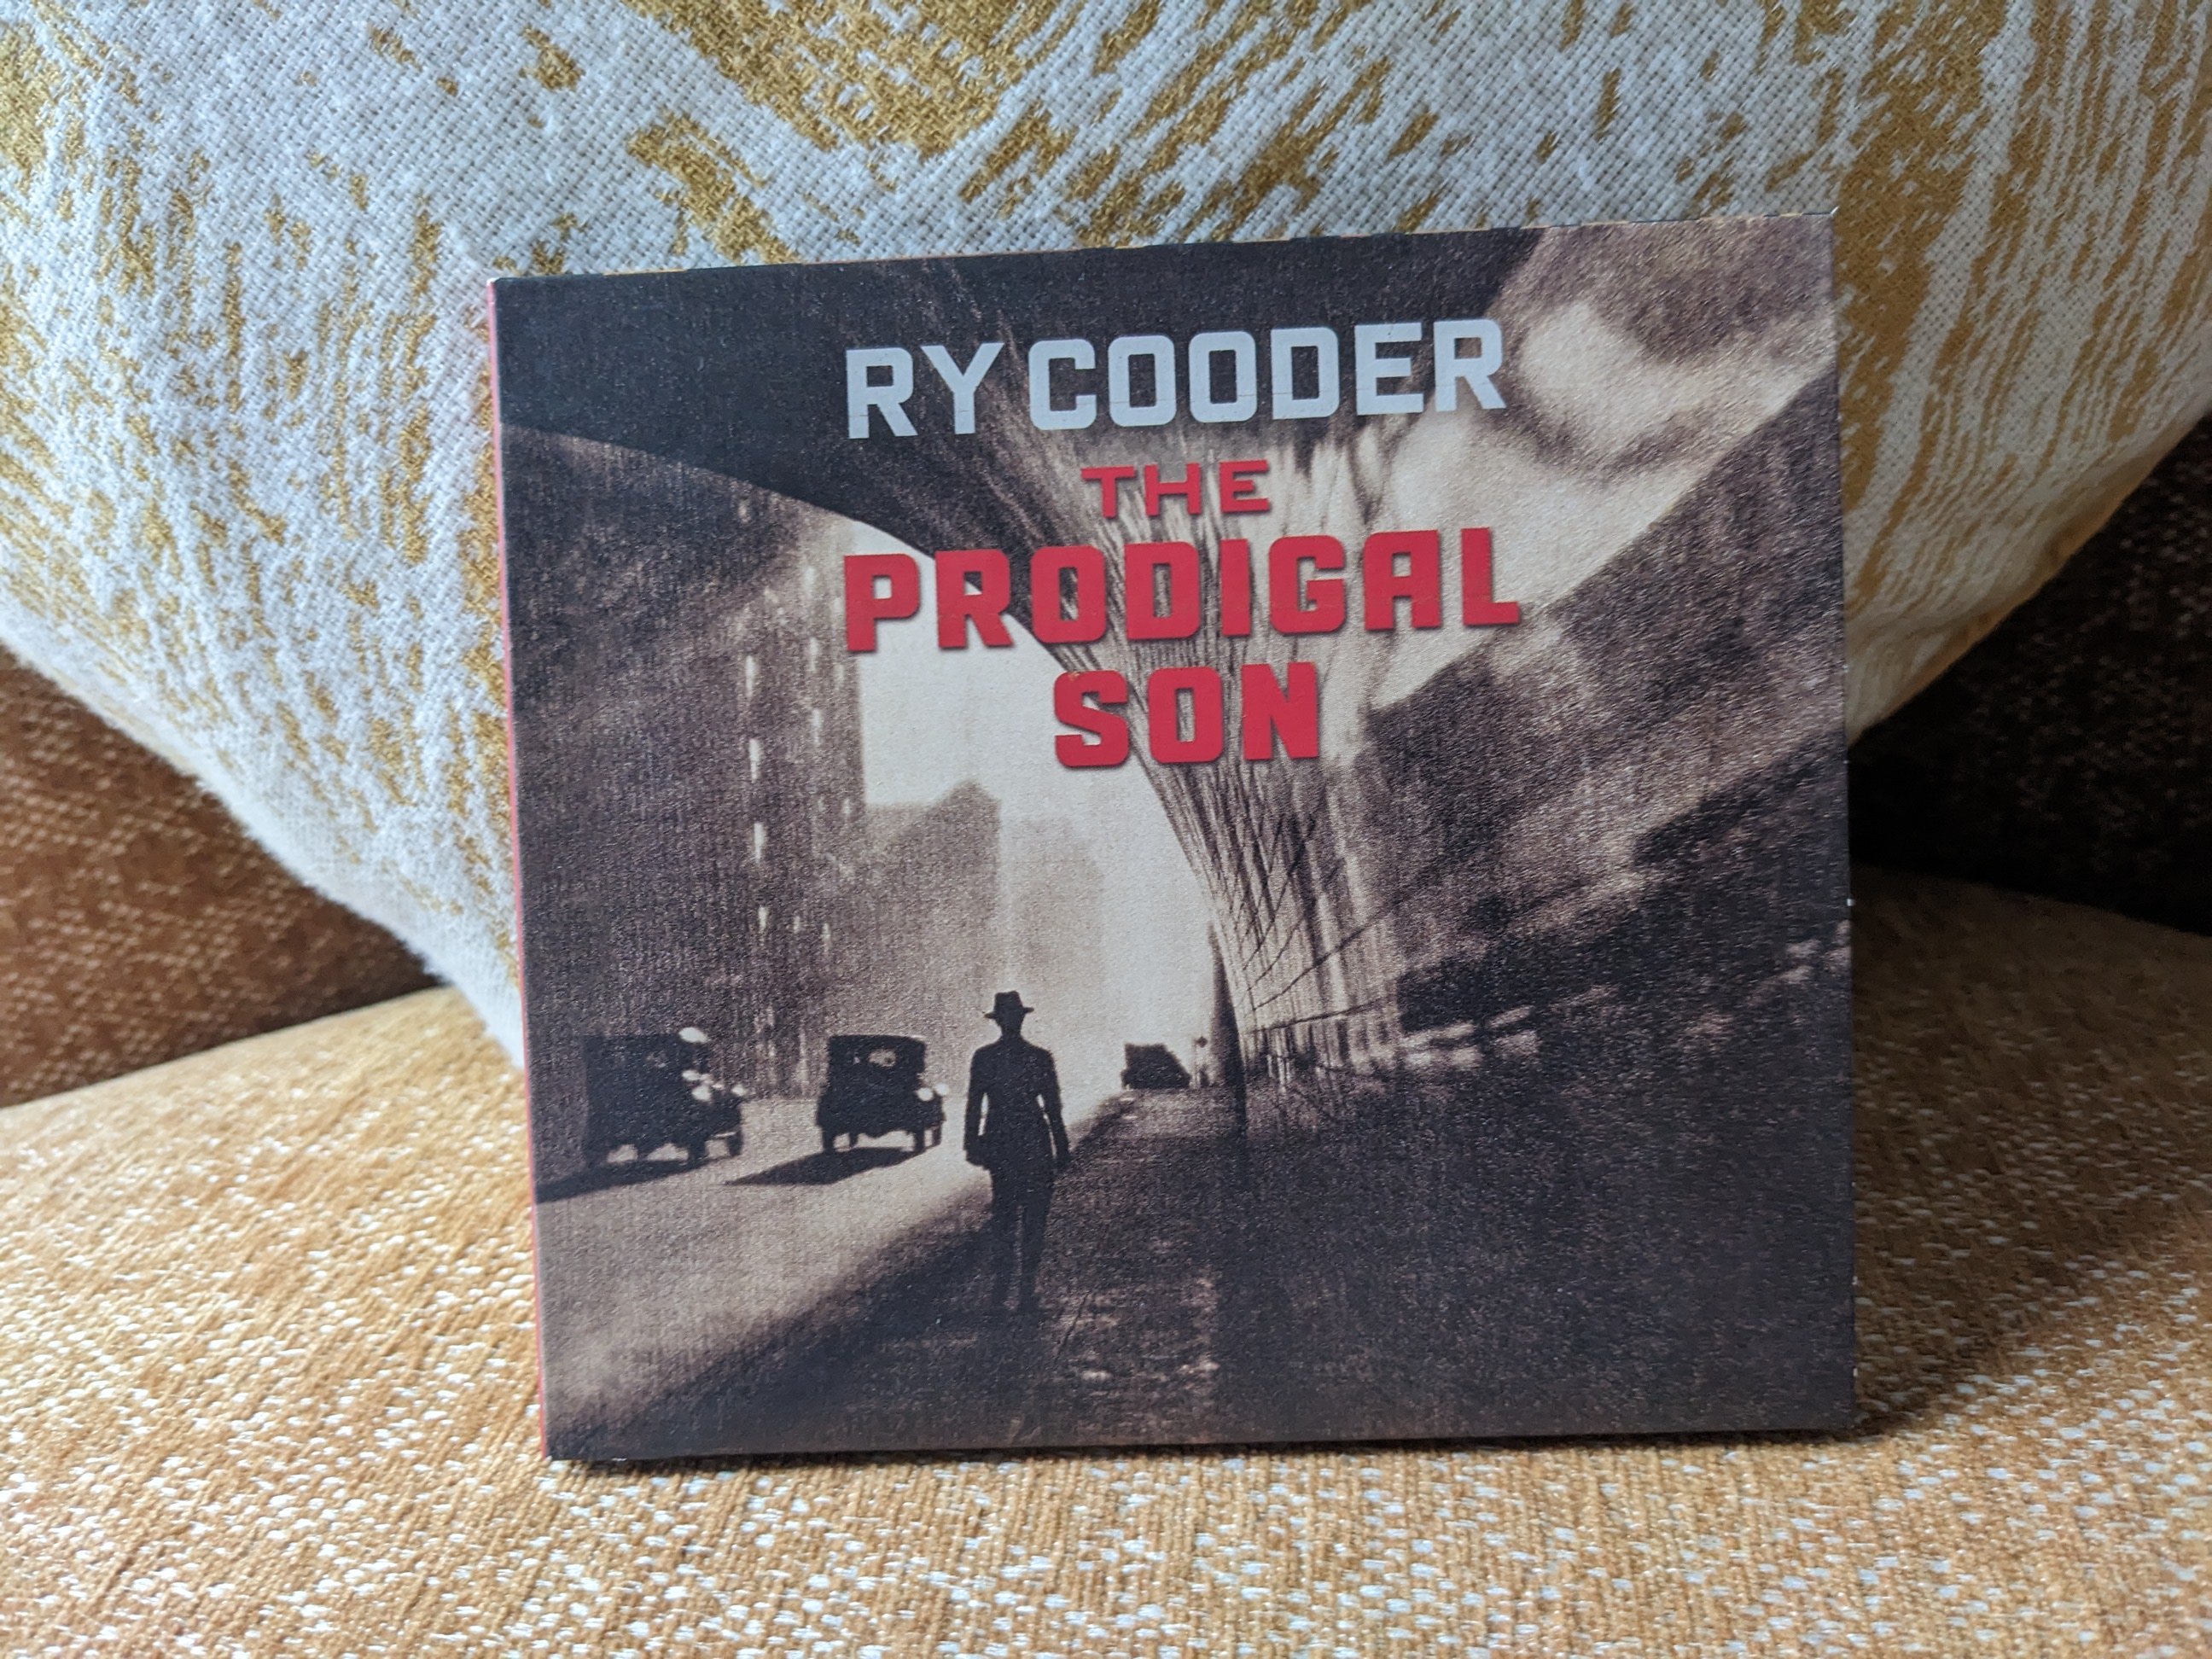 RY COODER
THE
PRODIGAL
SON